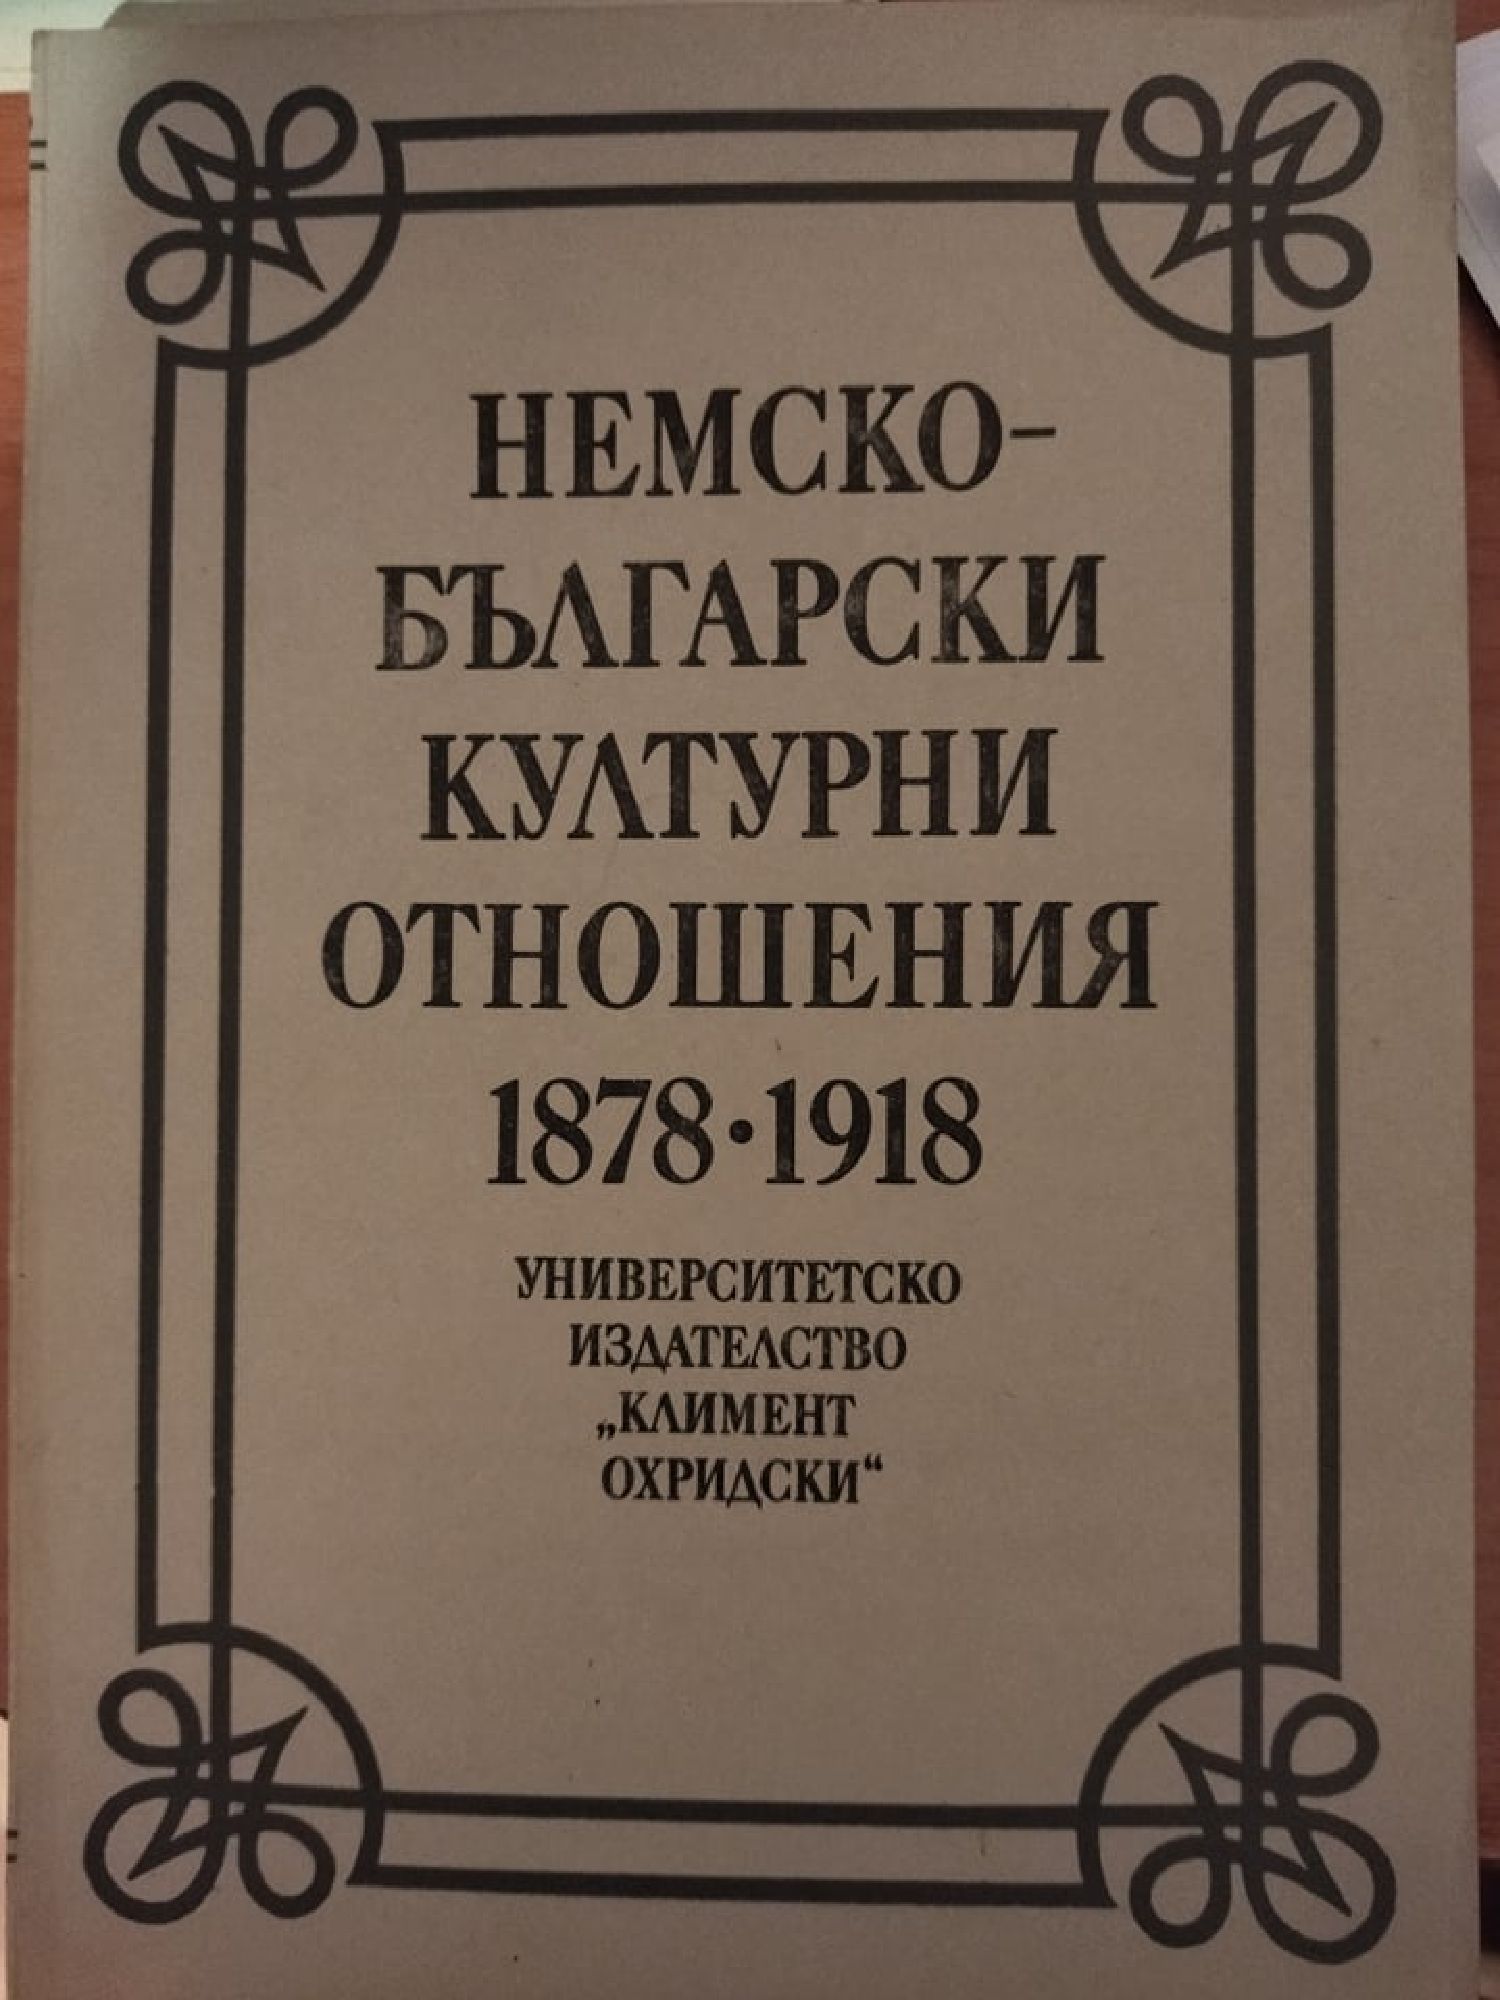 НЕМСКО-
БЪЛГАРСКИ
КУЛТУРНИ
ОТНОШЕНИЯ
1878•1918
УНИВЕРСИТЕТСКО
ИЗДАТЕЛСТВО
„КЛИМЕНТ
ОХРИДСКИ“